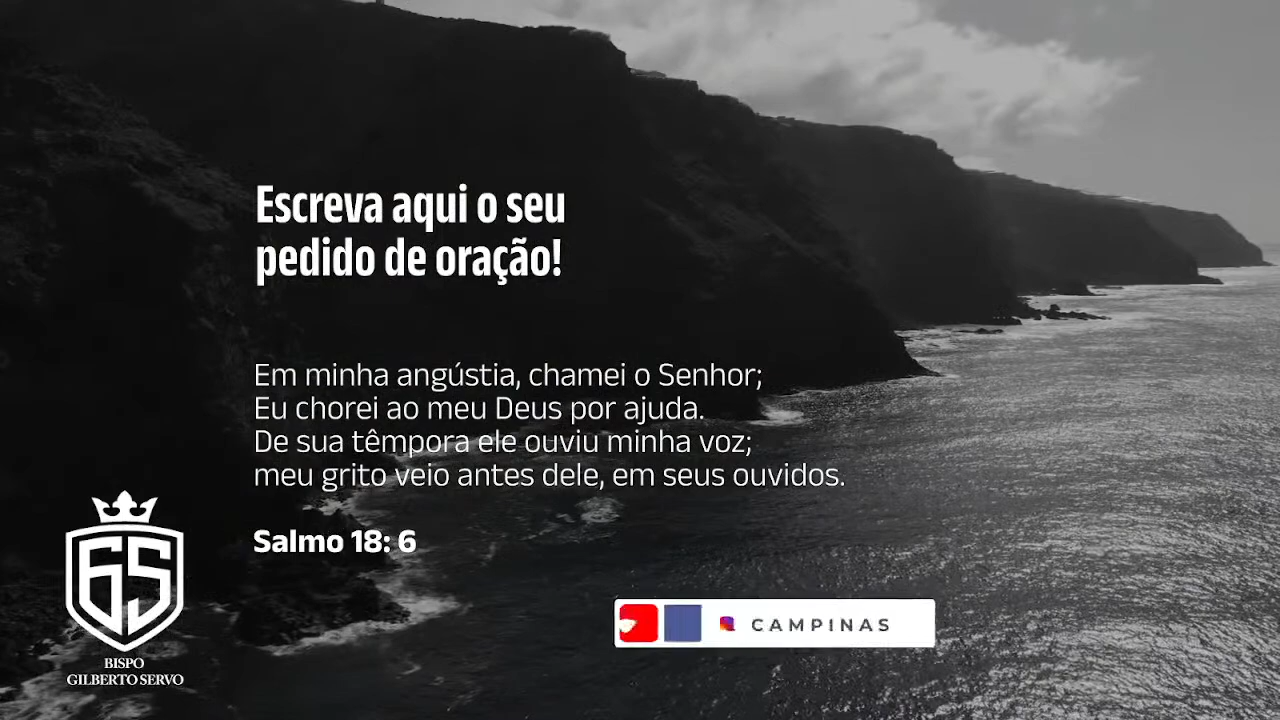 Escreva aqui o seu
pedido de oração!
Em minha angústia, chamei o Senhor;
Eu chorei ao meu Deus por ajuda.
De sua têmpora ele ouviu minha voz;
meu grito veio antes dele, em seus ouvidos.
Salmo 18: 6
GS
BISPO
GILBERTO SERVO
CAMPINAS